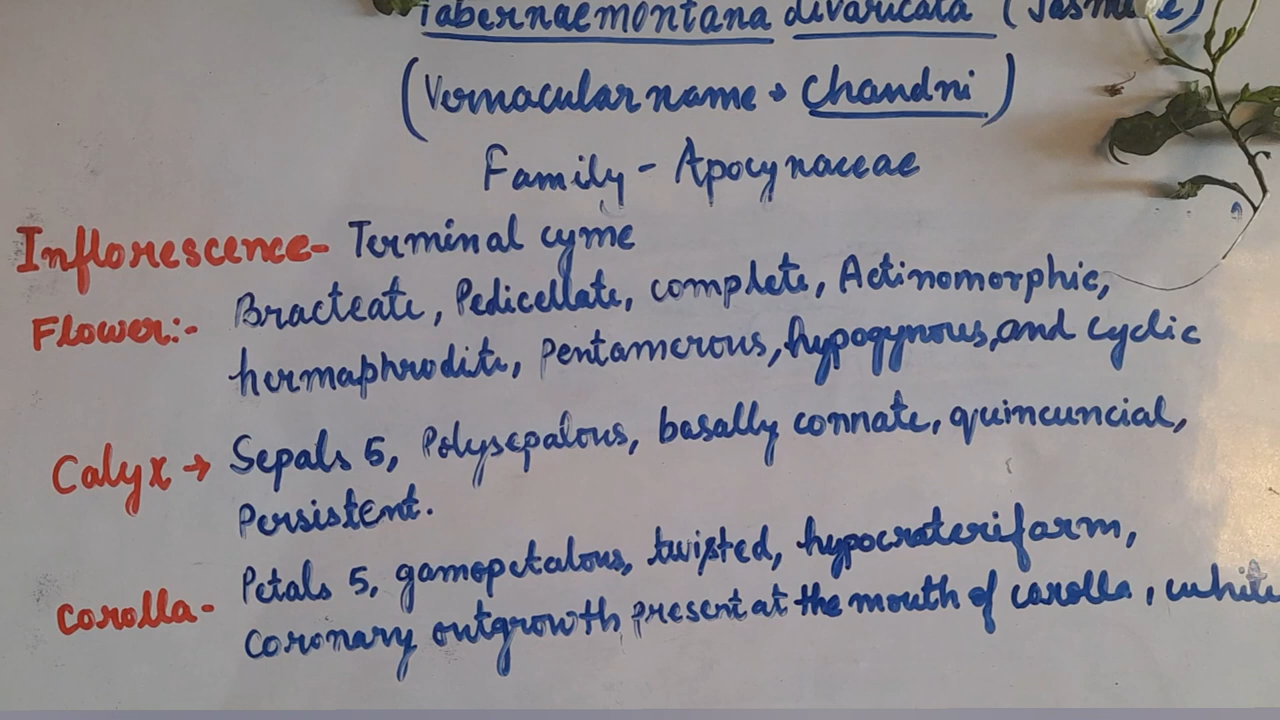 Tabernaemontana divaricata (Jasmine)
(Vernacular name → Chandni)
Family - Apocynaceae
Inflorescence- Terminal cyme
Flower:- Bracteate, Pedicellate, complete, Actinomorphic,
hermaphrodite, Pentamerous, hypogynous, and cyclic
Calyx → Sepals 5, Polysepalous, basally connate, quincuncial,
Persistent.
Corolla- Petals 5, gamopetalous, twisted, hypocrateriform,
Coronary outgrowth present at the mouth of carolla, white